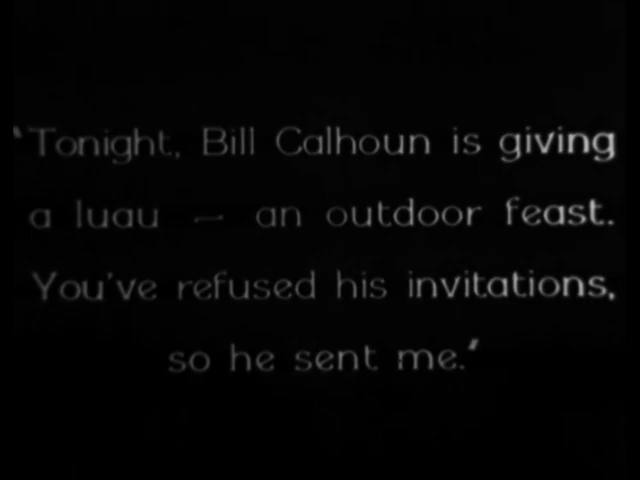 "Tonight, Bill Calhoun is giving
a luau — an outdoor feast.
You've refused his invitations,
so he sent me."